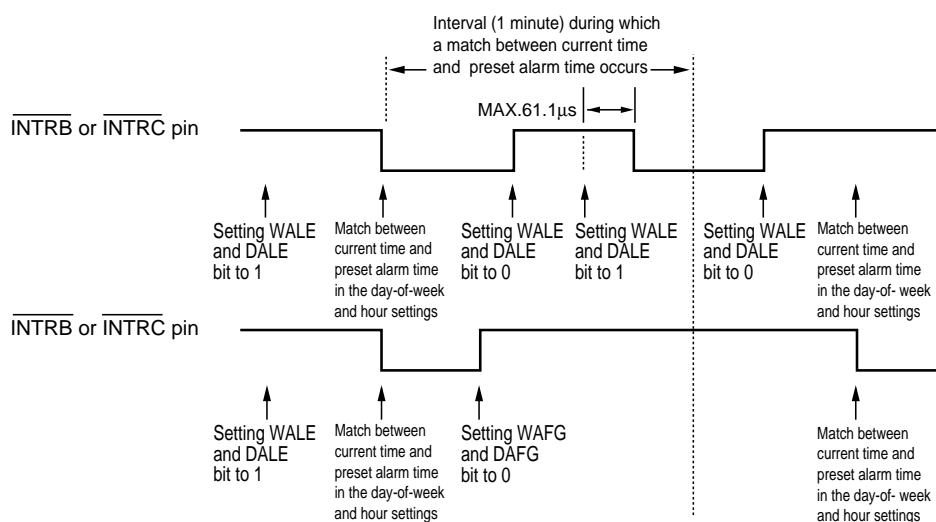 Interval (1 minute) during which
a match between current time
and preset alarm time occurs
MAX.61.1μs
INTRB or INTRC pin
Setting WALE
and DALE
bit to 1
Match between
current time and
preset alarm time
in the day-of-week
and hour settings
Setting WALE
and DALE
bit to 0
Setting WALE
and DALE
bit to 1
Setting WALE
and DALE
bit to 0
Match between
current time and
preset alarm time
in the day-of- week
and hour settings
INTRB or INTRC pin
Setting WALE
and DALE
bit to 1
Match between
current time and
preset alarm time
in the day-of-week
and hour settings
Setting WAFG
and DAFG
bit to 0
Match between
current time and
preset alarm time
in the day-of- week
and hour settings